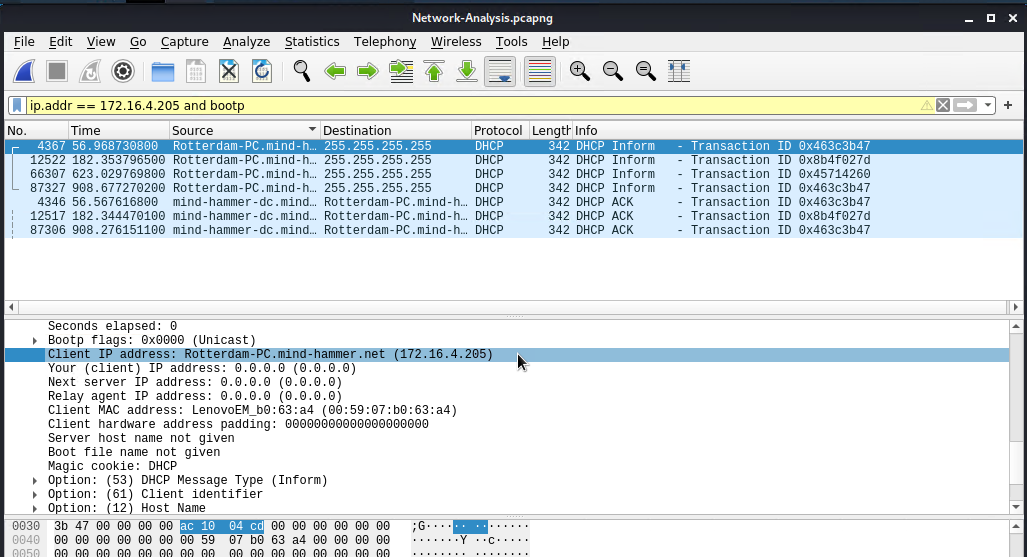 Network-Analysis.pcapng
File Edit View Go Capture Analyze Statistics Telephony Wireless Tools Help
ip.addr == 172.16.4.205 and bootp
No. Time Source Destination Protocol Length Info
4367 56.968730800 Rotterdam-PC.mind-h… 255.255.255.255 DHCP 342 DHCP Inform - Transaction ID 0x463c3b47
12522 182.353796500 Rotterdam-PC.mind-h… 255.255.255.255 DHCP 342 DHCP Inform - Transaction ID 0x8b4f027d
66307 623.029769800 Rotterdam-PC.mind-h… 255.255.255.255 DHCP 342 DHCP Inform - Transaction ID 0x45714260
87327 908.677270200 Rotterdam-PC.mind-h… 255.255.255.255 DHCP 342 DHCP Inform - Transaction ID 0x463c3b47
4346 56.567616800 mind-hammer-dc.mind… Rotterdam-PC.mind-h… DHCP 342 DHCP ACK - Transaction ID 0x463c3b47
12517 182.344470100 mind-hammer-dc.mind… Rotterdam-PC.mind-h… DHCP 342 DHCP ACK - Transaction ID 0x8b4f027d
87306 908.276151100 mind-hammer-dc.mind… Rotterdam-PC.mind-h… DHCP 342 DHCP ACK - Transaction ID 0x463c3b47
Seconds elapsed: 0
Bootp flags: 0x0000 (Unicast)
Client IP address: Rotterdam-PC.mind-hammer.net (172.16.4.205)
Your (client) IP address: 0.0.0.0 (0.0.0.0)
Next server IP address: 0.0.0.0 (0.0.0.0)
Relay agent IP address: 0.0.0.0 (0.0.0.0)
Client MAC address: LenovoEM_b0:63:a4 (00:59:07:b0:63:a4)
Client hardware address padding: 00000000000000000000
Server host name not given
Boot file name not given
Magic cookie: DHCP
Option: (53) DHCP Message Type (Inform)
Option: (61) Client identifier
Option: (12) Host Name
0030 3b 47 00 00 00 00 ac 10 04 cd 00 00 00 00 00 00 ;G···· ·· ········
0040 00 00 00 00 00 00 00 59 07 b0 63 a4 00 00 00 00 ·······Y ··c·····
0050 00 00 00 00 00 00 00 00 00 00 00 00 00 00 00 00 ········ ········